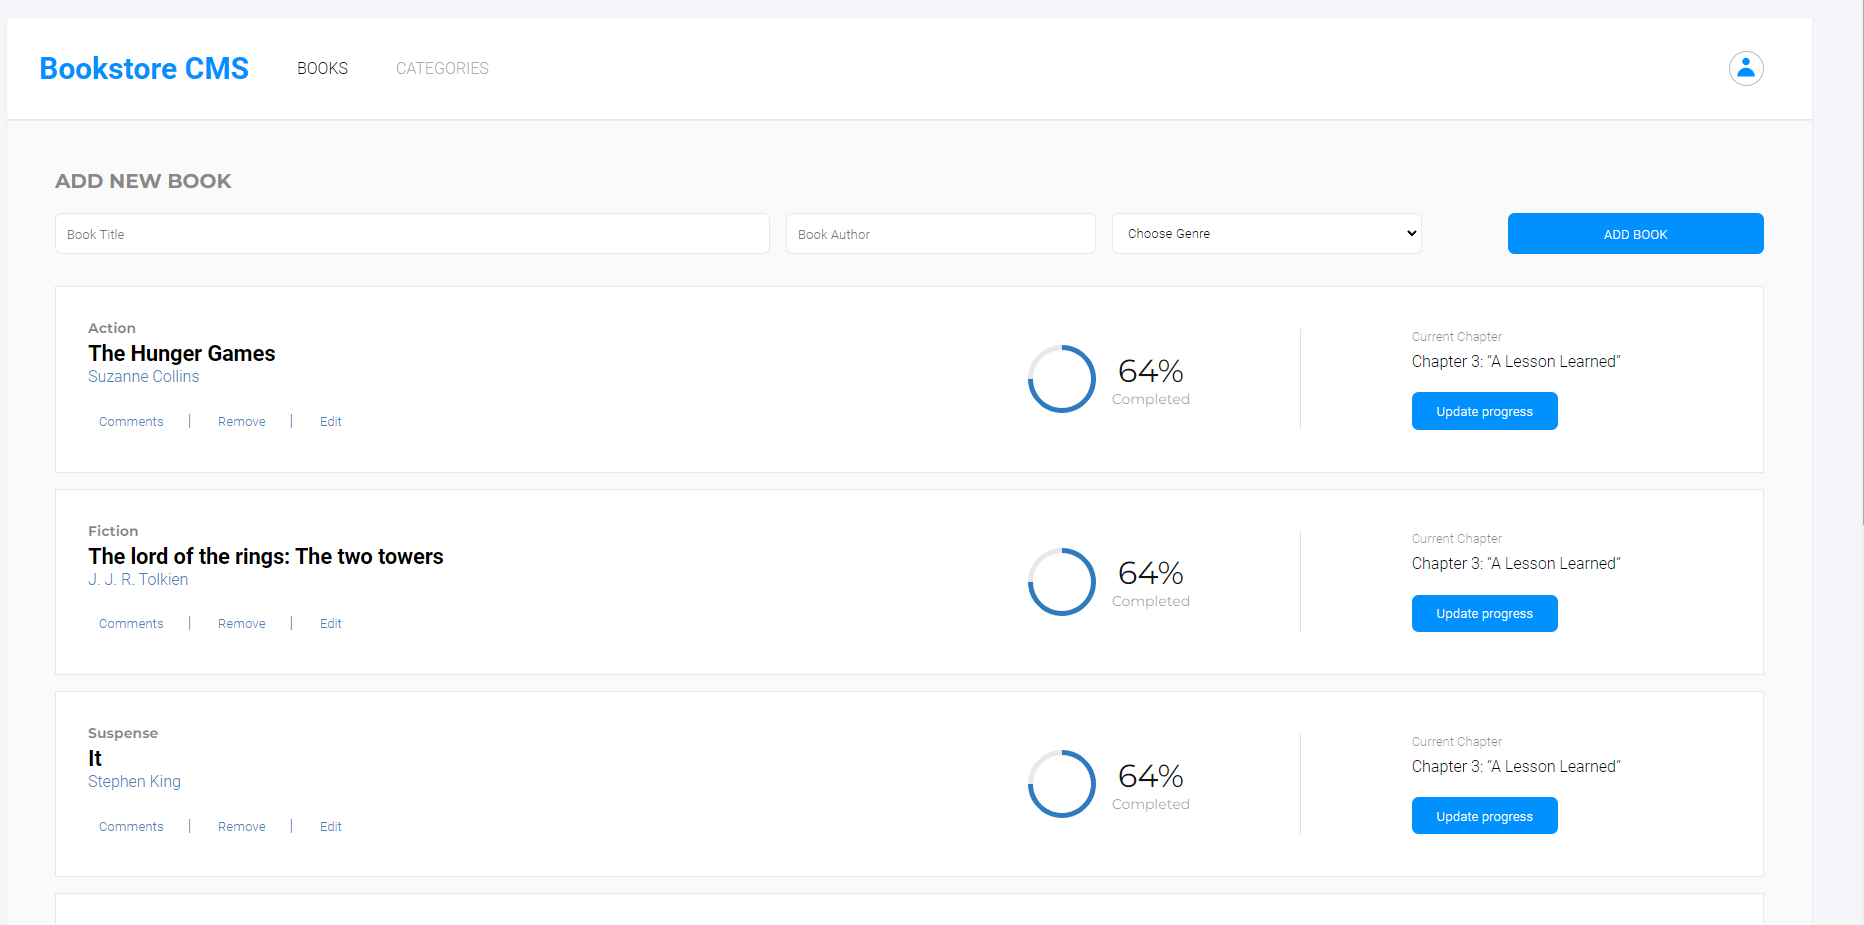 Bookstore CMS BOOKS CATEGORIES
ADD NEW BOOK
Book Title Book Author Choose Genre ADD BOOK
Action
The Hunger Games
Suzanne Collins
Comments | Remove | Edit
64%
Completed
Current Chapter
Chapter 3: “A Lesson Learned“
Update progress
Fiction
The lord of the rings: The two towers
J. J. R. Tolkien
Comments | Remove | Edit
64%
Completed
Current Chapter
Chapter 3: “A Lesson Learned“
Update progress
Suspense
It
Stephen King
Comments | Remove | Edit
64%
Completed
Current Chapter
Chapter 3: “A Lesson Learned“
Update progress